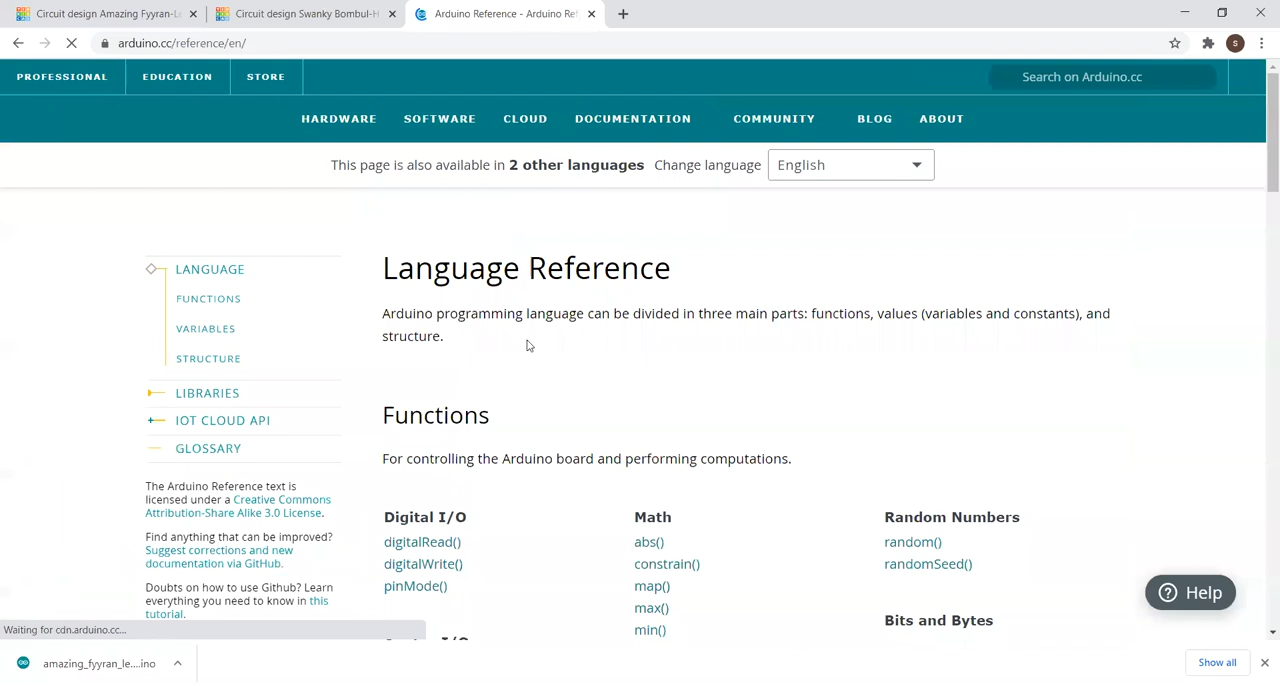 Circuit design Amazing Fyyran-Le
Circuit design Swanky Bombul-H
Arduino Reference - Arduino Ref
arduino.cc/reference/en/
S
PROFESSIONAL
EDUCATION
STORE
Search on Arduino.cc
HARDWARE
SOFTWARE
CLOUD
DOCUMENTATION
COMMUNITY
BLOG
ABOUT
This page is also available in 2 other languages Change language English
LANGUAGE
FUNCTIONS
VARIABLES
STRUCTURE
LIBRARIES
IOT CLOUD API
GLOSSARY
The Arduino Reference text is
licensed under a Creative Commons
Attribution-Share Alike 3.0 License.
Find anything that can be improved?
Suggest corrections and new
documentation via GitHub.
Doubts on how to use Github? Learn
everything you need to know in this
tutorial.
Language Reference
Arduino programming language can be divided in three main parts: functions, values (variables and constants), and
structure.
Functions
For controlling the Arduino board and performing computations.
Digital I/O
digitalRead()
digitalWrite()
pinMode()
Math
abs()
constrain()
map()
max()
min()
Random Numbers
random()
randomSeed()
Bits and Bytes
Help
Waiting for cdn.arduino.cc...
amazing_fyyran_le....ino
Show all